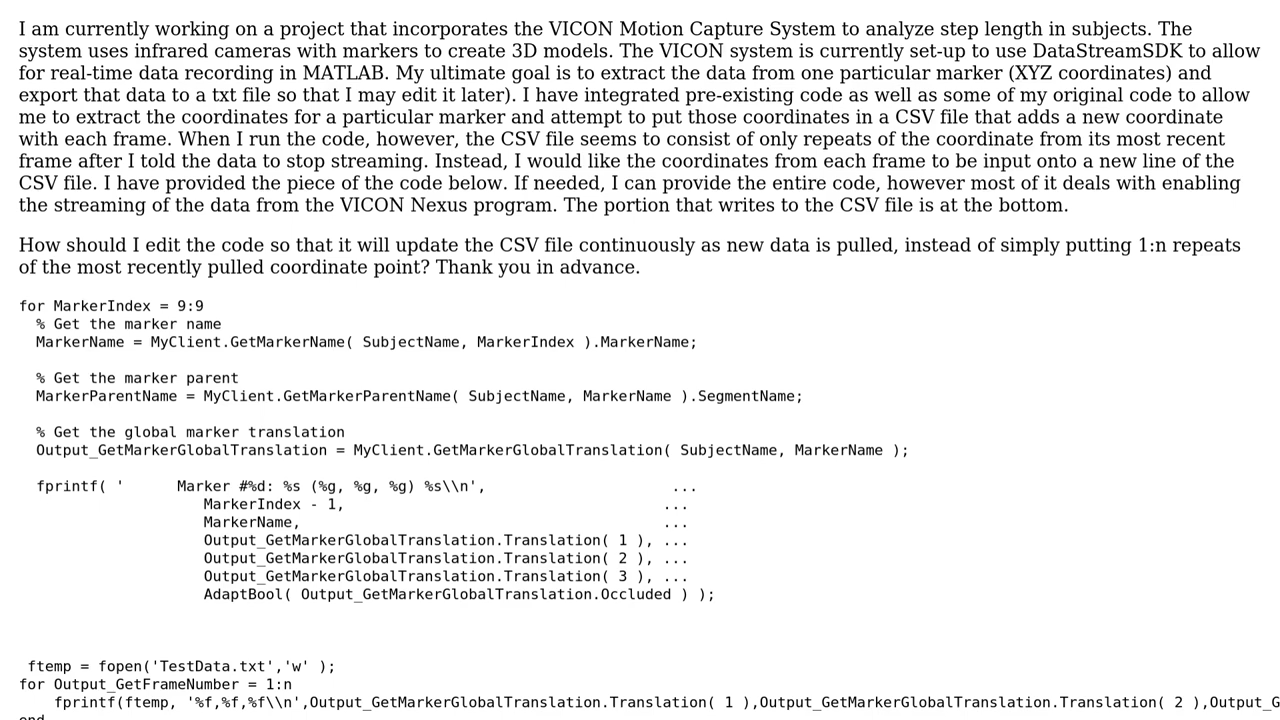 I am currently working on a project that incorporates the VICON Motion Capture System to analyze step length in subjects. The
system uses infrared cameras with markers to create 3D models. The VICON system is currently set-up to use DataStreamSDK to allow
for real-time data recording in MATLAB. My ultimate goal is to extract the data from one particular marker (XYZ coordinates) and
export that data to a txt file so that I may edit it later). I have integrated pre-existing code as well as some of my original code to allow
me to extract the coordinates for a particular marker and attempt to put those coordinates in a CSV file that adds a new coordinate
with each frame. When I run the code, however, the CSV file seems to consist of only repeats of the coordinate from its most recent
frame after I told the data to stop streaming. Instead, I would like the coordinates from each frame to be input onto a new line of the
CSV file. I have provided the piece of the code below. If needed, I can provide the entire code, however most of it deals with enabling
the streaming of the data from the VICON Nexus program. The portion that writes to the CSV file is at the bottom.
How should I edit the code so that it will update the CSV file continuously as new data is pulled, instead of simply putting 1:n repeats
of the most recently pulled coordinate point? Thank you in advance.
for MarkerIndex = 9:9
  % Get the marker name
  MarkerName = MyClient.GetMarkerName( SubjectName, MarkerIndex ).MarkerName;
  % Get the marker parent
  MarkerParentName = MyClient.GetMarkerParentName( SubjectName, MarkerName ).SegmentName;
  % Get the global marker translation
  Output_GetMarkerGlobalTranslation = MyClient.GetMarkerGlobalTranslation( SubjectName, MarkerName );
  fprintf( '      Marker #%d: %s (%g, %g, %g) %s\\n',                     ...
                     MarkerIndex - 1,                                    ...
                     MarkerName,                                         ...
                     Output_GetMarkerGlobalTranslation.Translation( 1 ), ...
                     Output_GetMarkerGlobalTranslation.Translation( 2 ), ...
                     Output_GetMarkerGlobalTranslation.Translation( 3 ), ...
                     AdaptBool( Output_GetMarkerGlobalTranslation.Occluded ) );
 ftemp = fopen('TestData.txt','w' );
for Output_GetFrameNumber = 1:n
    fprintf(ftemp, '%f,%f,%f\\n',Output_GetMarkerGlobalTranslation.Translation( 1 ),Output_GetMarkerGlobalTranslation.Translation( 2 ),Output_G
end